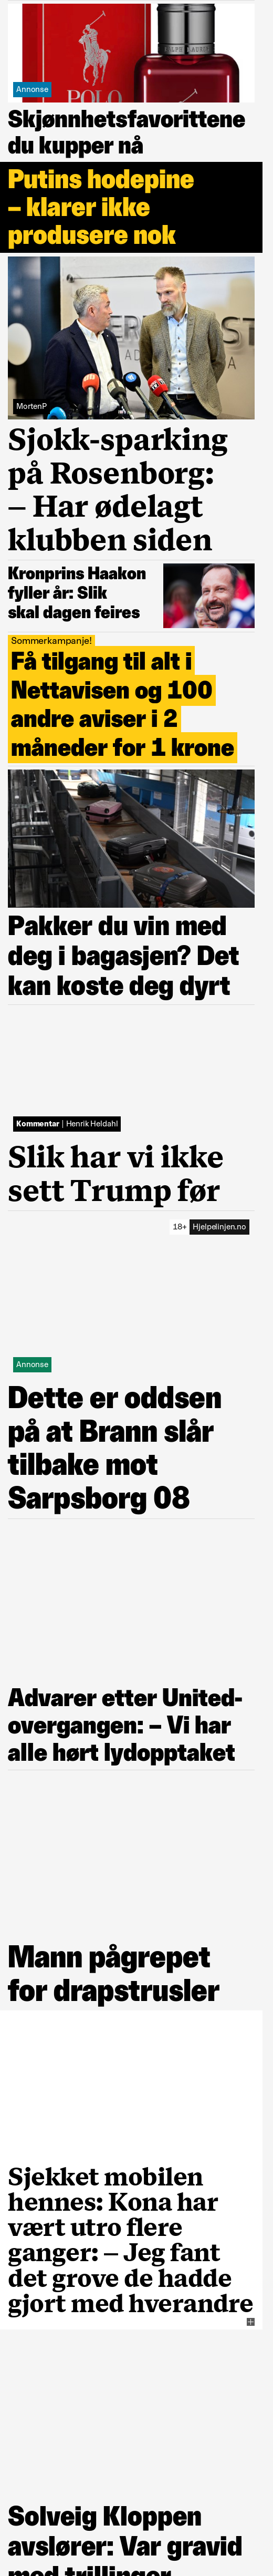 POLO
RALPH LAUREN
Annonse
Skjønnhetsfavorittene
du kupper nå
Putins hodepine
– klarer ikke
produsere nok
MortenP
Sjokk-sparking
på Rosenborg:
– Har ødelagt
klubben siden
Kronprins Haakon
fyller år: Slik
skal dagen feires
Sommerkampanje!
Få tilgang til alt i
Nettavisen og 100
andre aviser i 2
måneder for 1 krone
Pakker du vin med
deg i bagasjen? Det
kan koste deg dyrt
Kommentar | Henrik Heldahl
Slik har vi ikke
sett Trump før
18+ Hjelpelinjen.no
Annonse
Dette er oddsen
på at Brann slår
tilbake mot
Sarpsborg 08
Advarer etter United-
overgangen: – Vi har
alle hørt lydopptaket
Mann pågrepet
for drapstrusler
Sjekket mobilen
hennes: Kona har
vært utro flere
ganger: – Jeg fant
det grove de hadde
gjort med hverandre
Solveig Kloppen
avslører: Var gravid
med trillinger